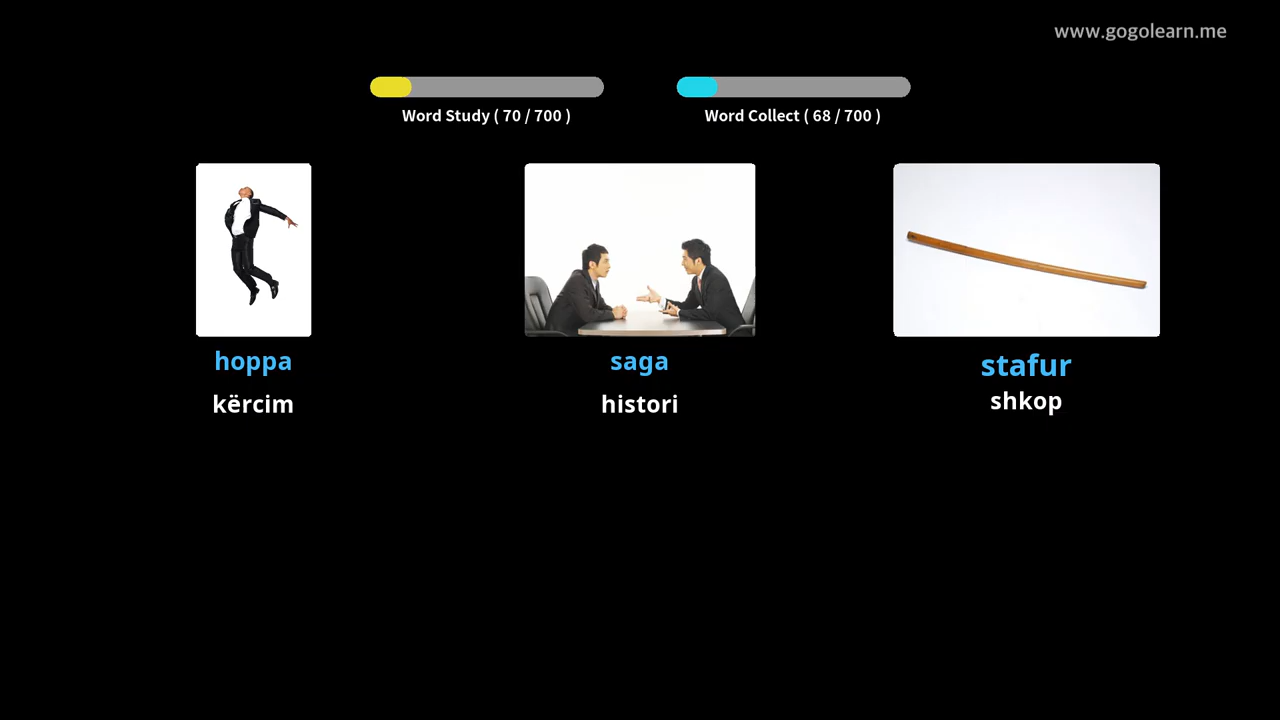 www.gogolearn.me
Word Study ( 70 / 700 )
Word Collect ( 68 / 700 )
hoppa
kërcim
saga
histori
stafur
shkop